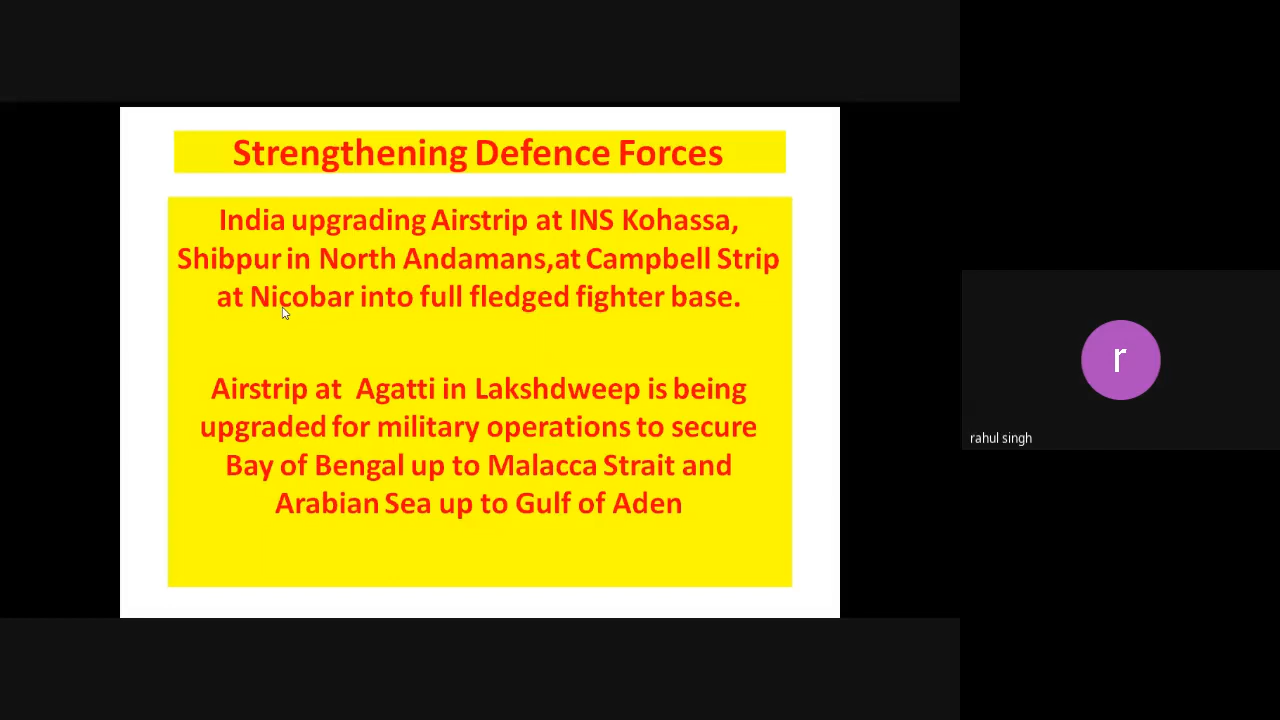 Strengthening Defence Forces
India upgrading Airstrip at INS Kohassa,
Shibpur in North Andamans,at Campbell Strip
at Nicobar into full fledged fighter base.
Airstrip at Agatti in Lakshdweep is being
upgraded for military operations to secure
Bay of Bengal up to Malacca Strait and
Arabian Sea up to Gulf of Aden
r
rahul singh